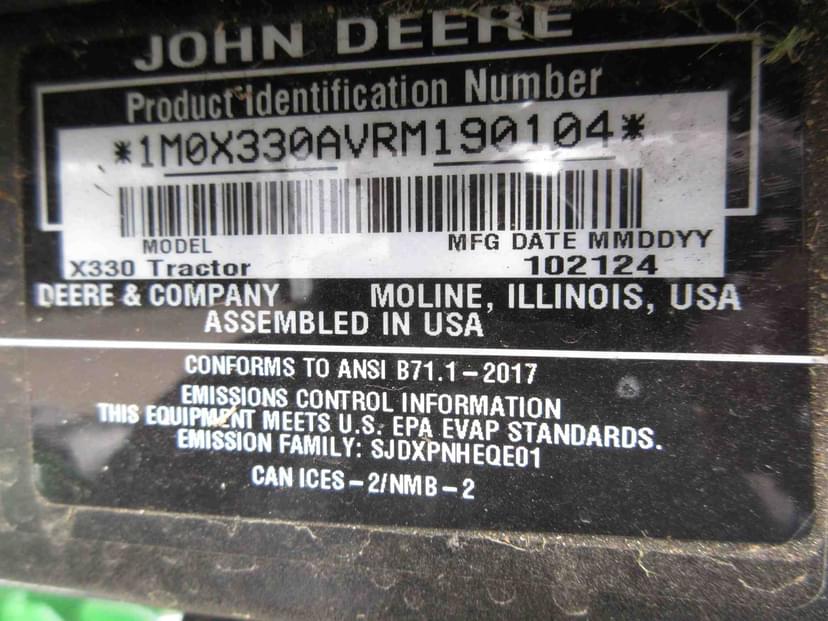 JOHN DEERE
Product Identification Number
*1M0X330AVRM190104*
MODEL MFG DATE MMDDYY
X330 Tractor 102124
DEERE & COMPANY MOLINE, ILLINOIS, USA
ASSEMBLED IN USA
CONFORMS TO ANSI B71.1-2017
EMISSIONS CONTROL INFORMATION
THIS EQUIPMENT MEETS U.S. EPA EVAP STANDARDS.
EMISSION FAMILY: SJDXPNHEQE01
CAN ICES-2/NMB-2